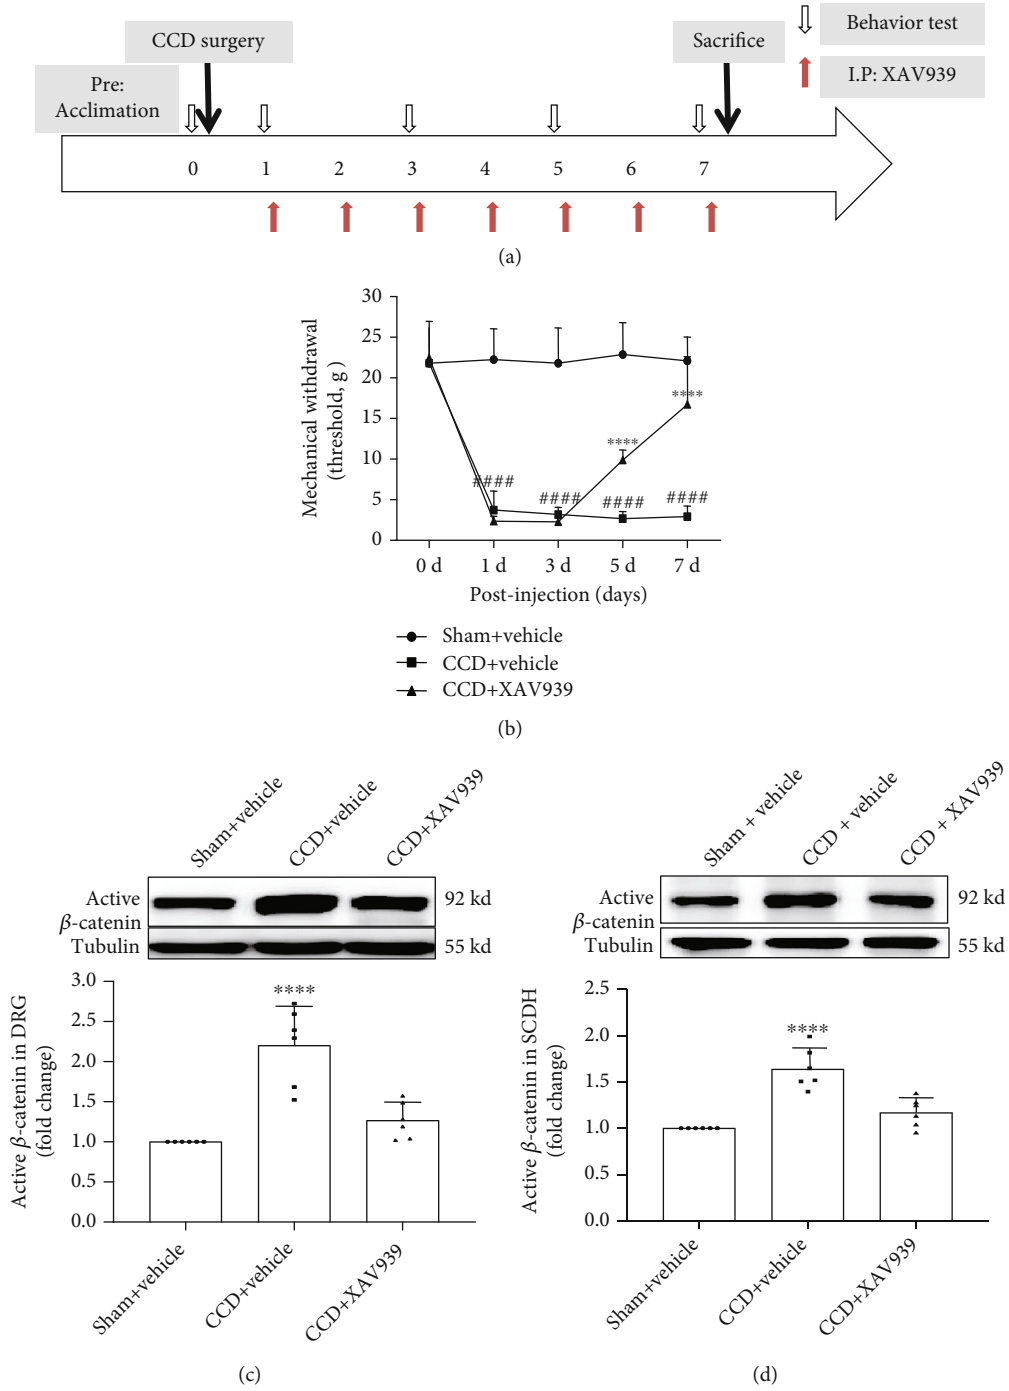 CCD surgery
Sacrifice
Behavior test
I.P: XAV939
Pre:
Acclimation
0 1 2 3 4 5 6 7
(a)
Mechanical withdrawal
(threshold, g )
30
25
20
15
10
5
0
####
####
####
####
****
****
0 d 1 d 3 d 5 d 7 d
Post-injection (days)
Sham+vehicle
CCD+vehicle
CCD+XAV939
(b)
Sham+vehicle
CCD+vehicle
CCD+XAV939
Active
β-catenin
92 kd
Tubulin
55 kd
Active β-catenin in DRG
(fold change)
3.0
2.5
2.0
1.5
1.0
0.5
0.0
****
Sham+vehicle
CCD+vehicle
CCD+XAV939
(c)
Sham + vehicle
CCD + vehicle
CCD + XAV939
Active
β-catenin
92 kd
Tubulin
55 kd
Active β-catenin in SCDH
(fold change)
2.5
2.0
1.5
1.0
0.5
0.0
****
Sham+vehicle
CCD+vehicle
CCD+XAV939
(d)